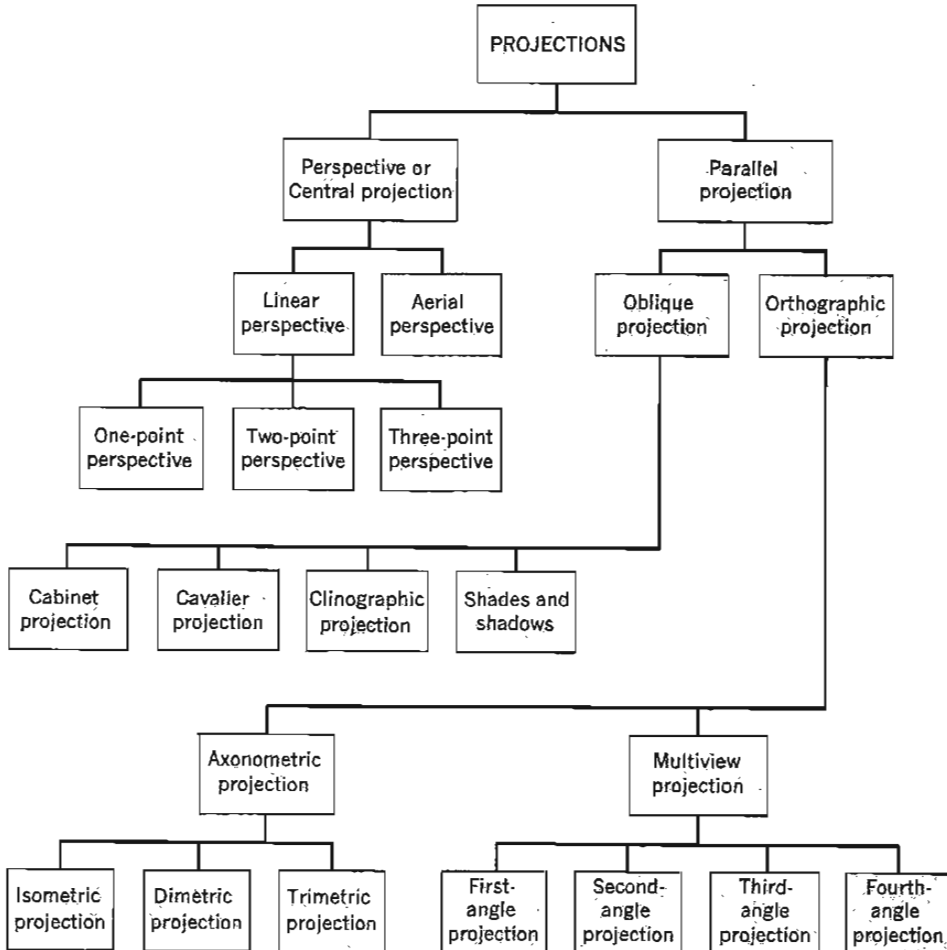 PROJECTIONS
Perspective or
Central projection
Parallel
projection
Linear
perspective
Aerial
perspective
Oblique
projection
Orthographic
projection
One-point
perspective
Two-point
perspective
Three-point
perspective
Cabinet
projection
Cavalier
projection
Clinographic
projection
Shades and
shadows
Axonometric
projection
Multiview
projection
Isometric
projection
Dimetric
projection
Trimetric
projection
First-
angle
projection
Second-
angle
projection
Third-
angle
projection
Fourth-
angle
projection